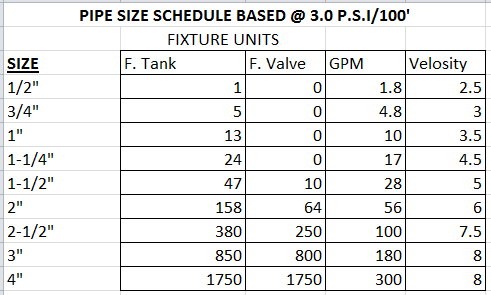 PIPE SIZE SCHEDULE BASED @ 3.0 P.S.I/100'
FIXTURE UNITS
SIZE F. Tank F. Valve GPM Velosity
1/2" 1 0 1.8 2.5
3/4" 5 0 4.8 3
1" 13 0 10 3.5
1-1/4" 24 0 17 4.5
1-1/2" 47 10 28 5
2" 158 64 56 6
2-1/2" 380 250 100 7.5
3" 850 800 180 8
4" 1750 1750 300 8